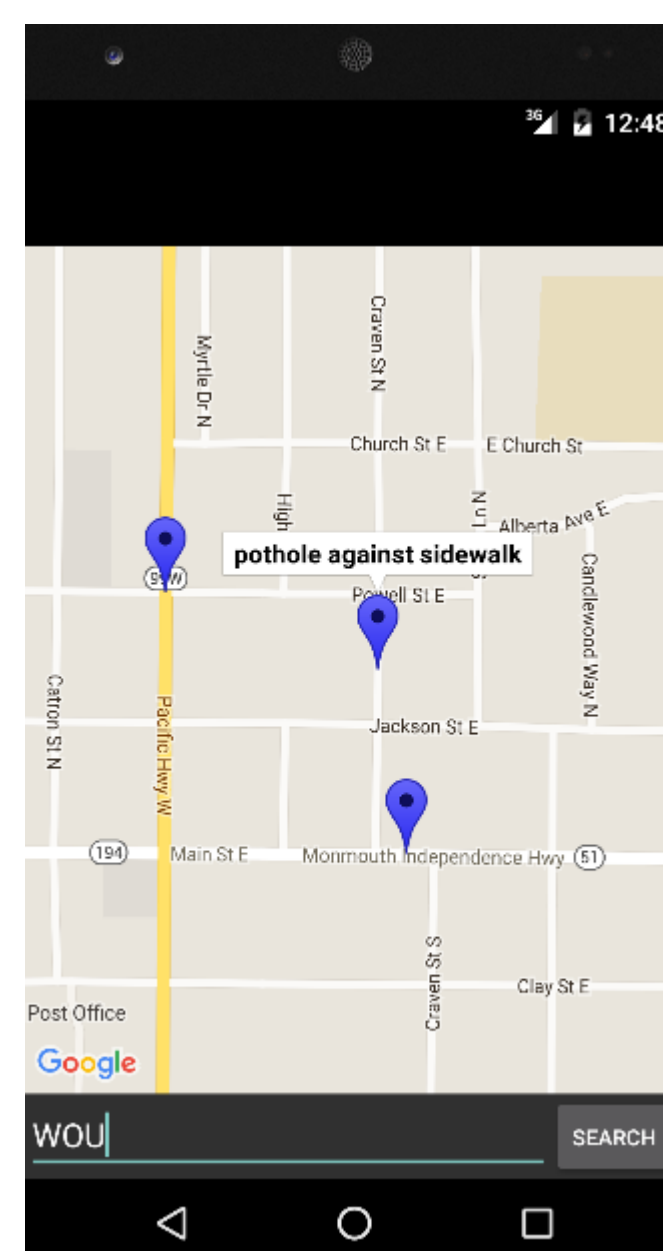 3G 12:48
Craven St N
Myrtle Dr N
Church St E
E Church St
High
Alberta Ave E
pothole against sidewalk
Candlewood Way N
Powell St E
Catron St N
Pacific Hwy W
Jackson St E
194
Main St E
Monmouth Independence Hwy
51
Craven St S
Clay St E
Post Office
Google
WOU
SEARCH